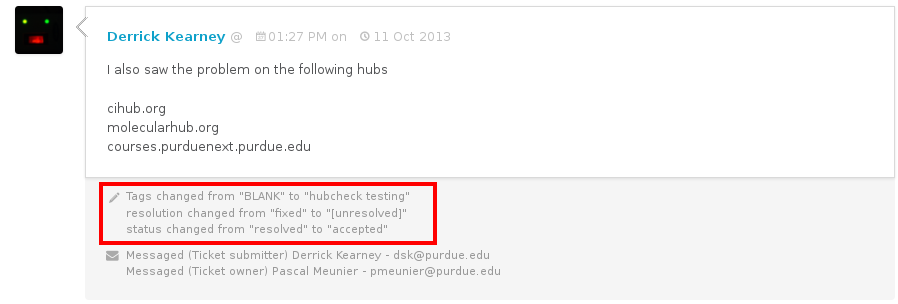 Derrick Kearney @ 01:27 PM on 11 Oct 2013
I also saw the problem on the following hubs
cihub.org
molecularhub.org
courses.purduenext.purdue.edu
Tags changed from "BLANK" to "hubcheck testing"
resolution changed from "fixed" to "[unresolved]"
status changed from "resolved" to "accepted"
Messaged (Ticket submitter) Derrick Kearney - dsk@purdue.edu
Messaged (Ticket owner) Pascal Meunier - pmeunier@purdue.edu